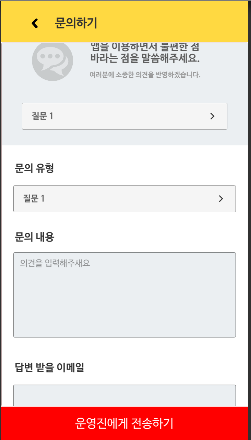 문의하기
앱을 이용하면서 불편한 점
바라는 점을 말씀해주세요.
여러분에 소중한 의견을 반영하겠습니다.
질문 1
문의 유형
질문 1
문의 내용
의견을 입력해주새요
답변 받을 이메일
운영진에게 전송하기